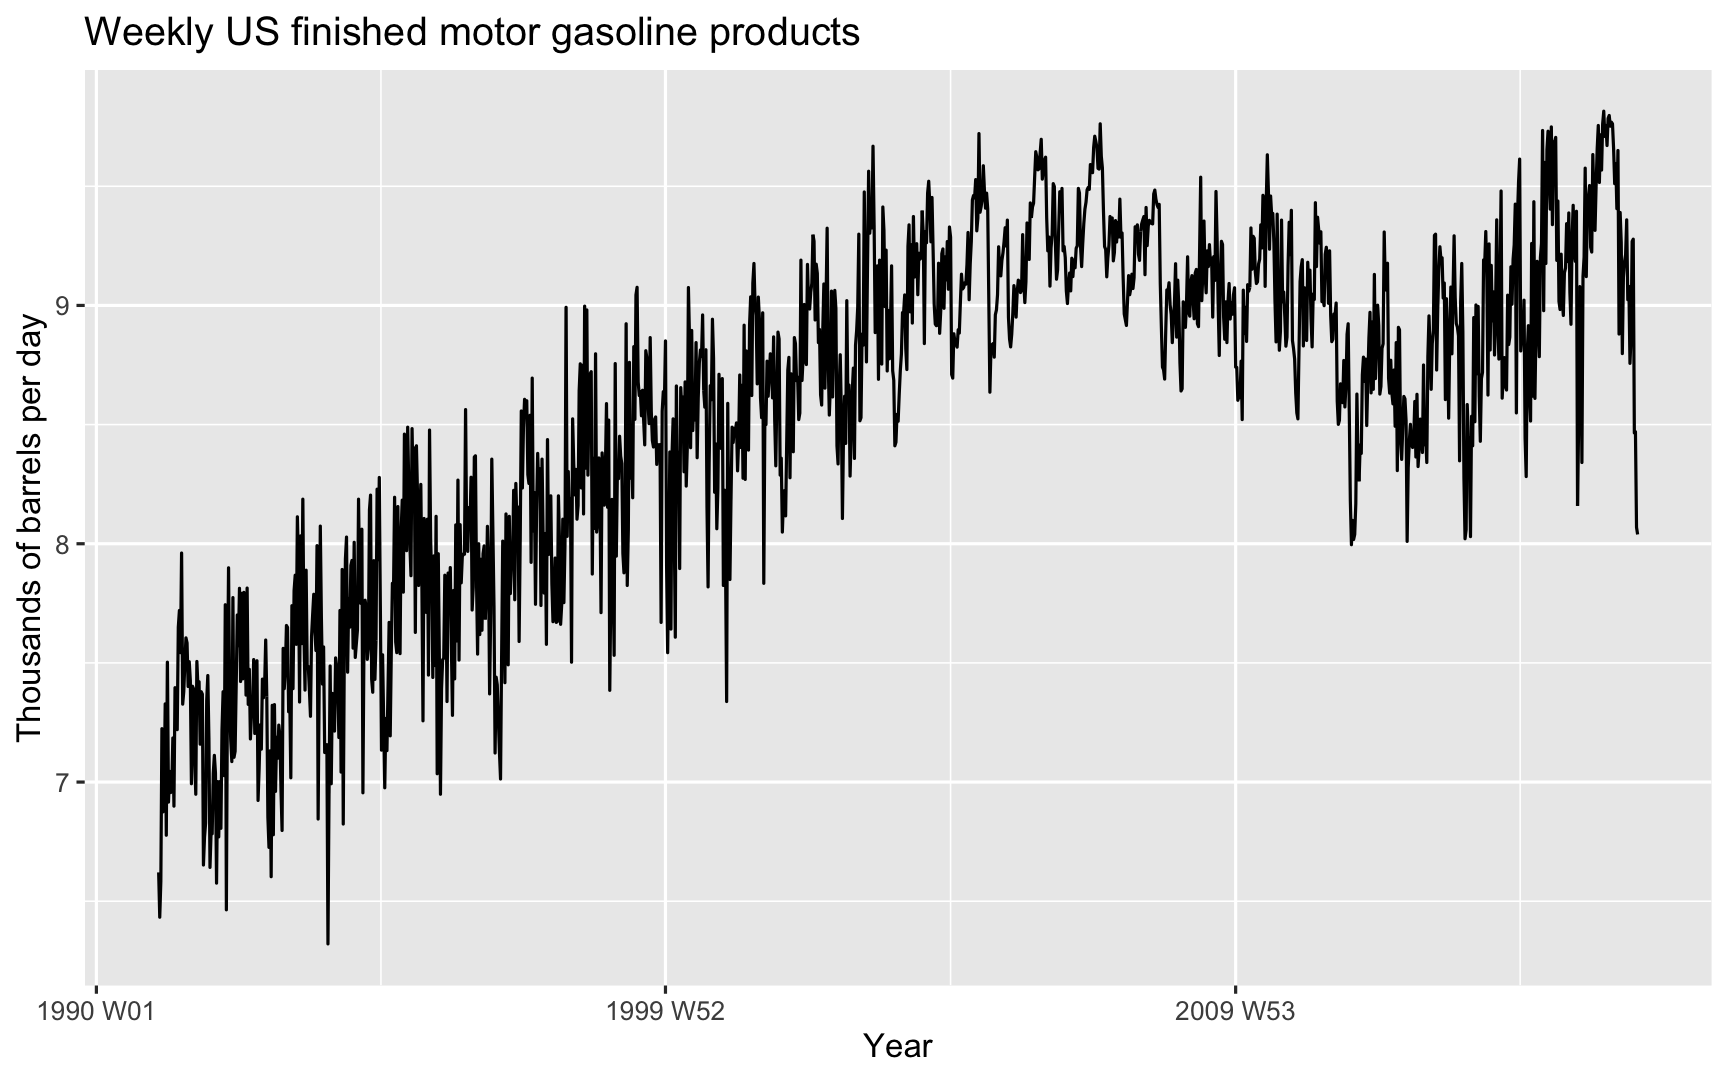 Weekly US finished motor gasoline products
Thousands of barrels per day
9
8
7
1990 W01
1999 W52
2009 W53
Year